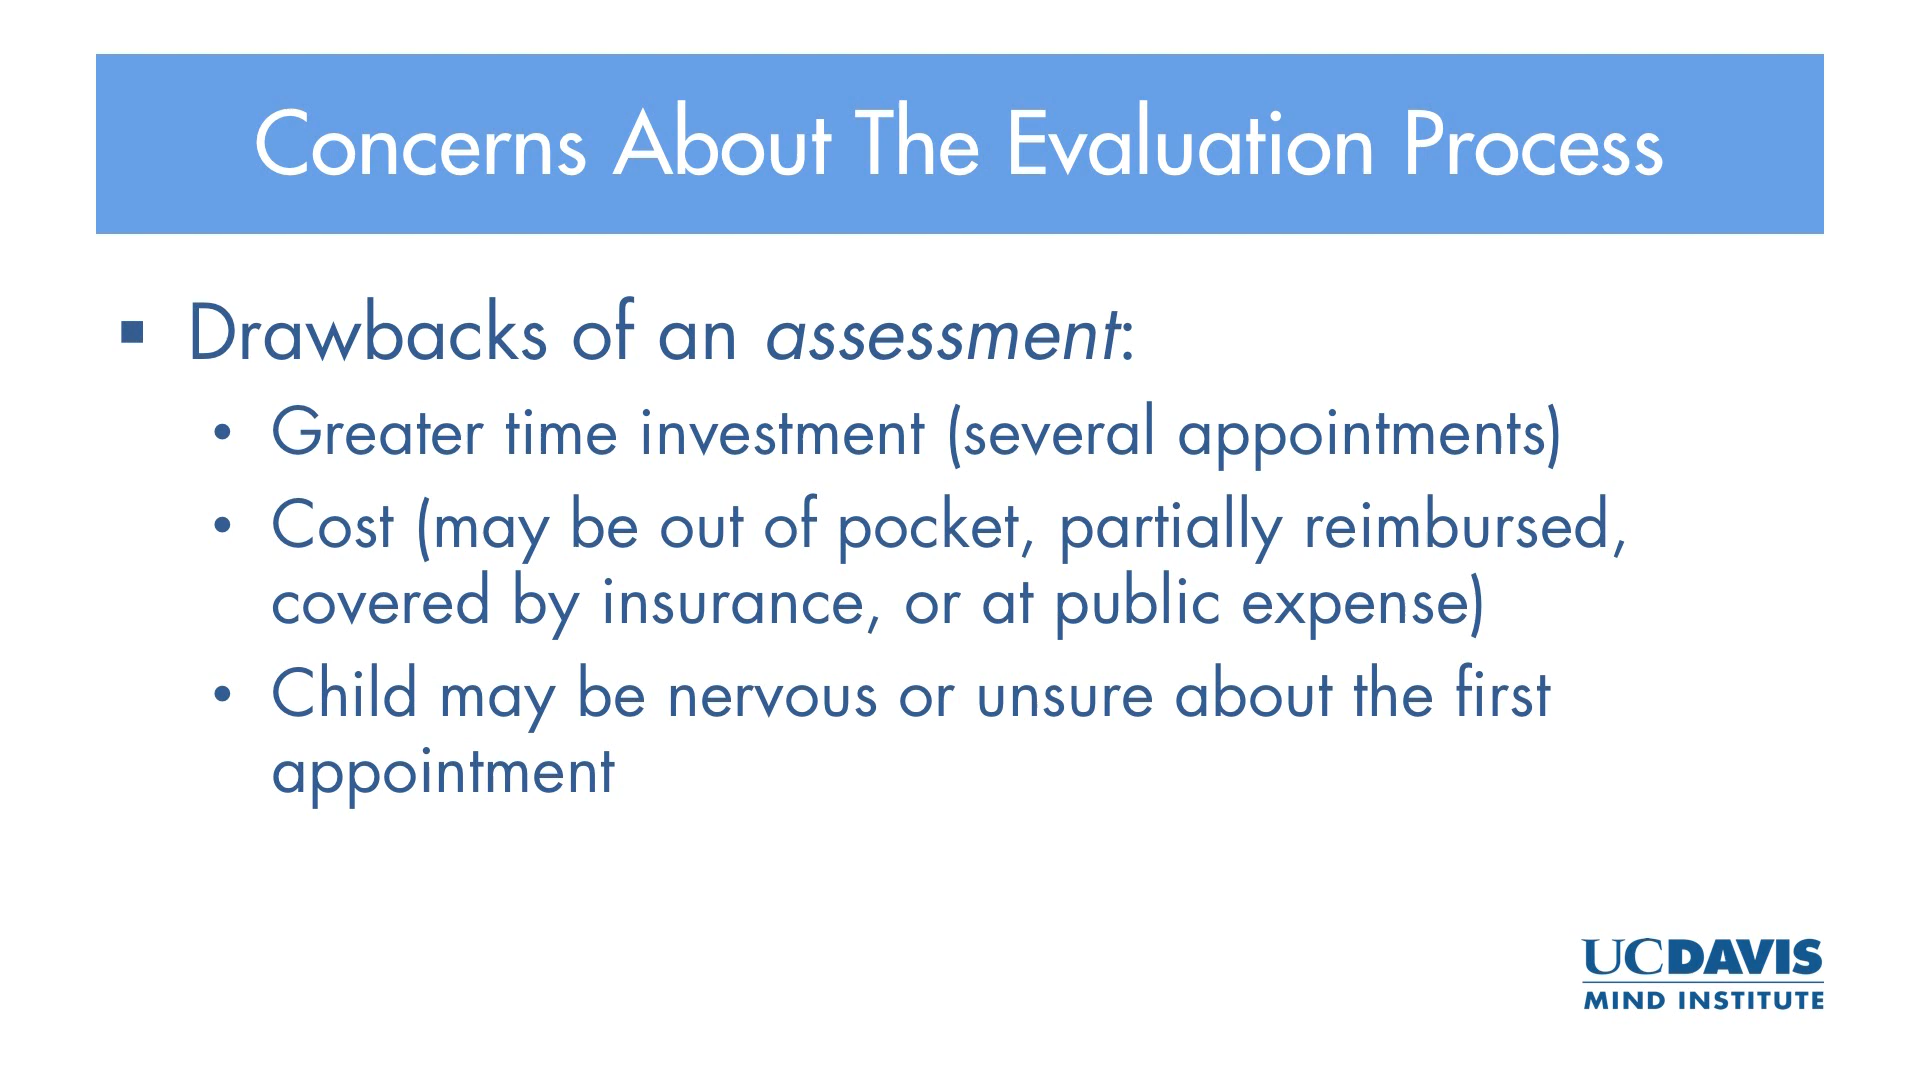 Concerns About The Evaluation Process
▪ Drawbacks of an assessment:
• Greater time investment (several appointments)
• Cost (may be out of pocket, partially reimbursed,
covered by insurance, or at public expense)
• Child may be nervous or unsure about the first
appointment
UCDAVIS
MIND INSTITUTE